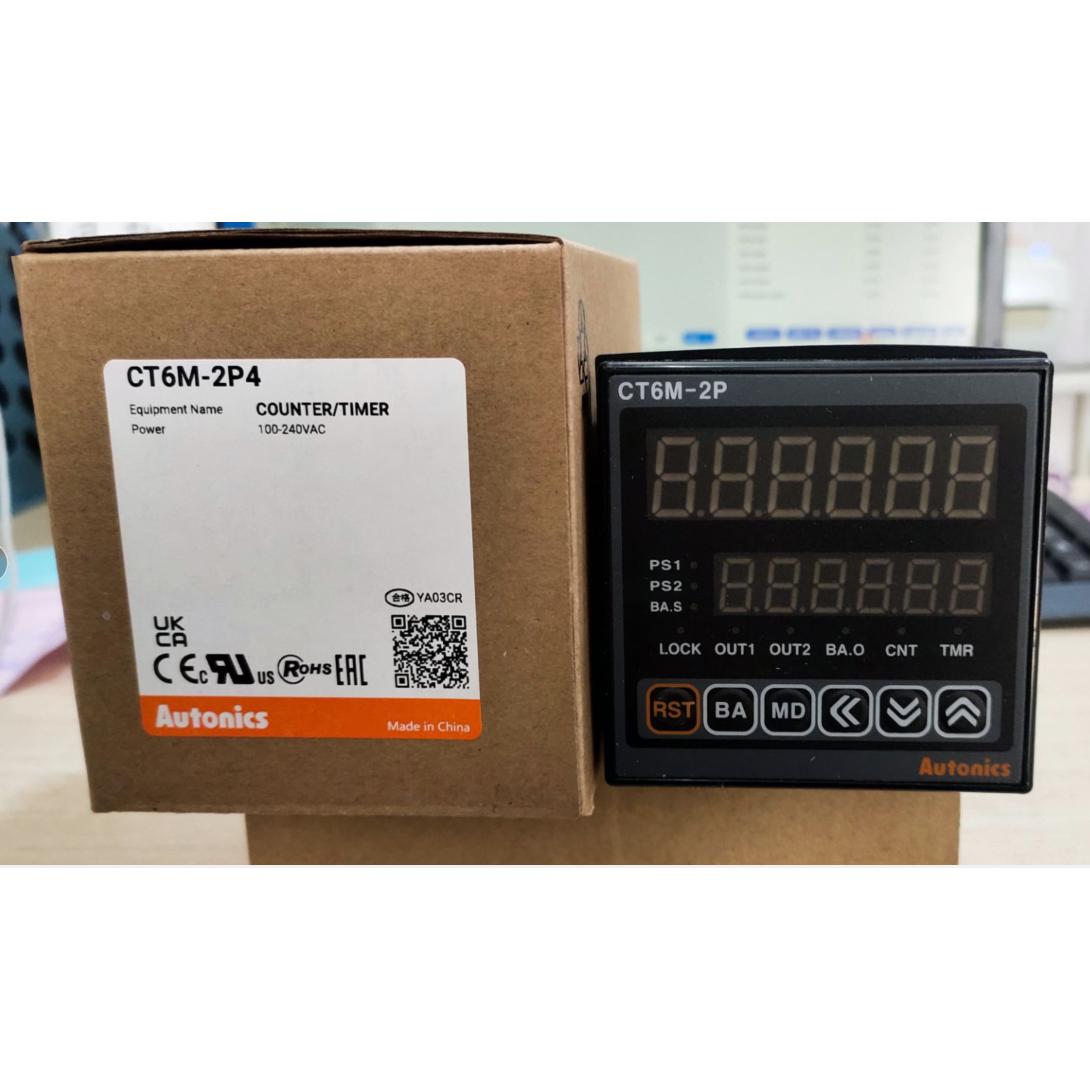 CT6M-2P4
Equipment Name COUNTER/TIMER
Power 100-240VAC
合格 YA03CR
UK
CA
CE c RU US RoHS EAC
Autonics Made in China
CT6M-2P
PS1
PS2
BA.S
LOCK OUT1 OUT2 BA.O CNT TMR
RST BA MD
Autonics